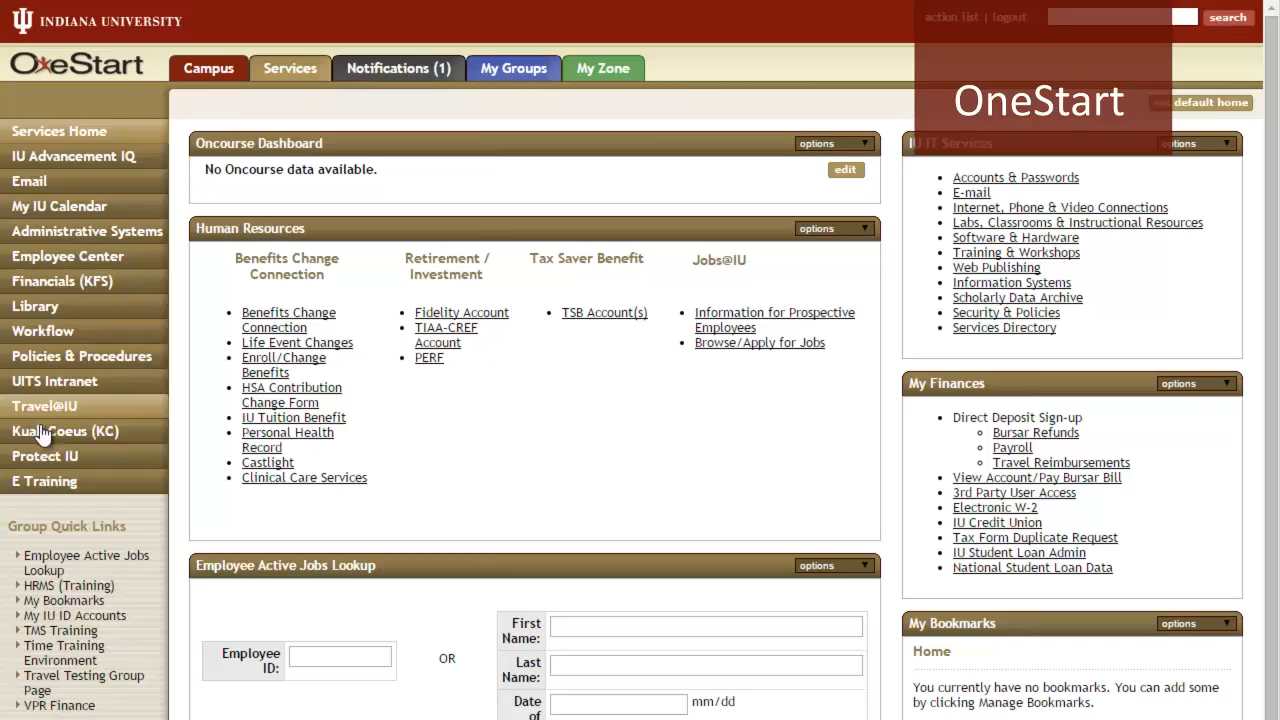 INDIANA UNIVERSITY
action list | logout
search
OneStart
Campus
Services
Notifications (1)
My Groups
My Zone
OneStart
default home
Services Home
IU Advancement IQ
Email
My IU Calendar
Administrative Systems
Employee Center
Financials (KFS)
Library
Workflow
Policies & Procedures
UITS Intranet
Travel@IU
Kuali Coeus (KC)
Protect IU
E Training
Group Quick Links
Employee Active Jobs
Lookup
HRMS (Training)
My Bookmarks
My IU ID Accounts
TMS Training
Time Training
Environment
Travel Testing Group
Page
VPR Finance
Oncourse Dashboard
options
No Oncourse data available.
edit
Human Resources
options
Benefits Change
Connection
Benefits Change
Connection
Life Event Changes
Enroll/Change
Benefits
HSA Contribution
Change Form
IU Tuition Benefit
Personal Health
Record
Castlight
Clinical Care Services
Retirement /
Investment
Fidelity Account
TIAA-CREF
Account
PERF
Tax Saver Benefit
TSB Account(s)
Jobs@IU
Information for Prospective
Employees
Browse/Apply for Jobs
Employee Active Jobs Lookup
options
Employee
ID:
OR
First
Name:
Last
Name:
Date
of
mm/dd
IU IT Services
options
Accounts & Passwords
E-mail
Internet, Phone & Video Connections
Labs, Classrooms & Instructional Resources
Software & Hardware
Training & Workshops
Web Publishing
Information Systems
Scholarly Data Archive
Security & Policies
Services Directory
My Finances
options
Direct Deposit Sign-up
Bursar Refunds
Payroll
Travel Reimbursements
View Account/Pay Bursar Bill
3rd Party User Access
Electronic W-2
IU Credit Union
Tax Form Duplicate Request
IU Student Loan Admin
National Student Loan Data
My Bookmarks
options
Home
You currently have no bookmarks. You can add some
by clicking Manage Bookmarks.